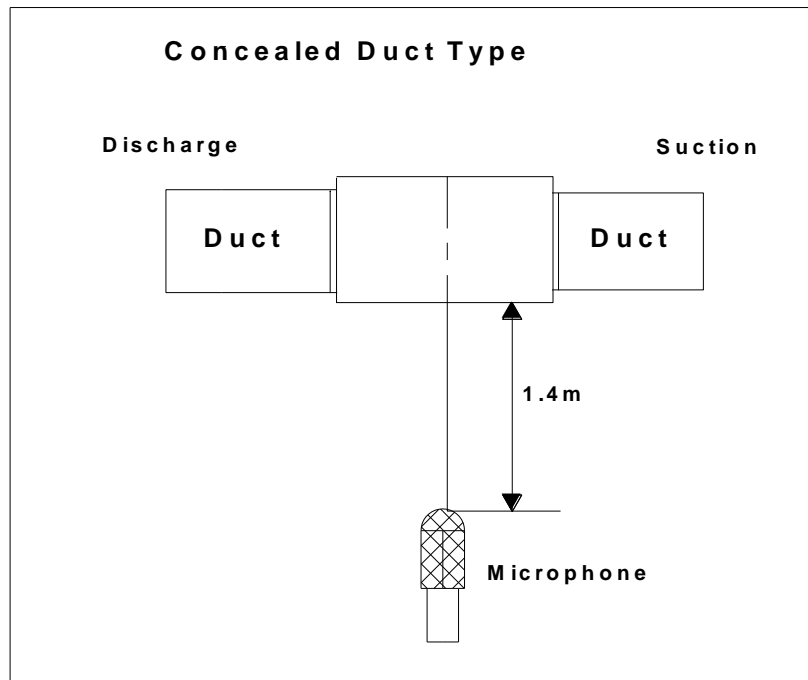 Concealed Duct Type
Discharge
Suction
Duct
Duct
1.4m
Microphone